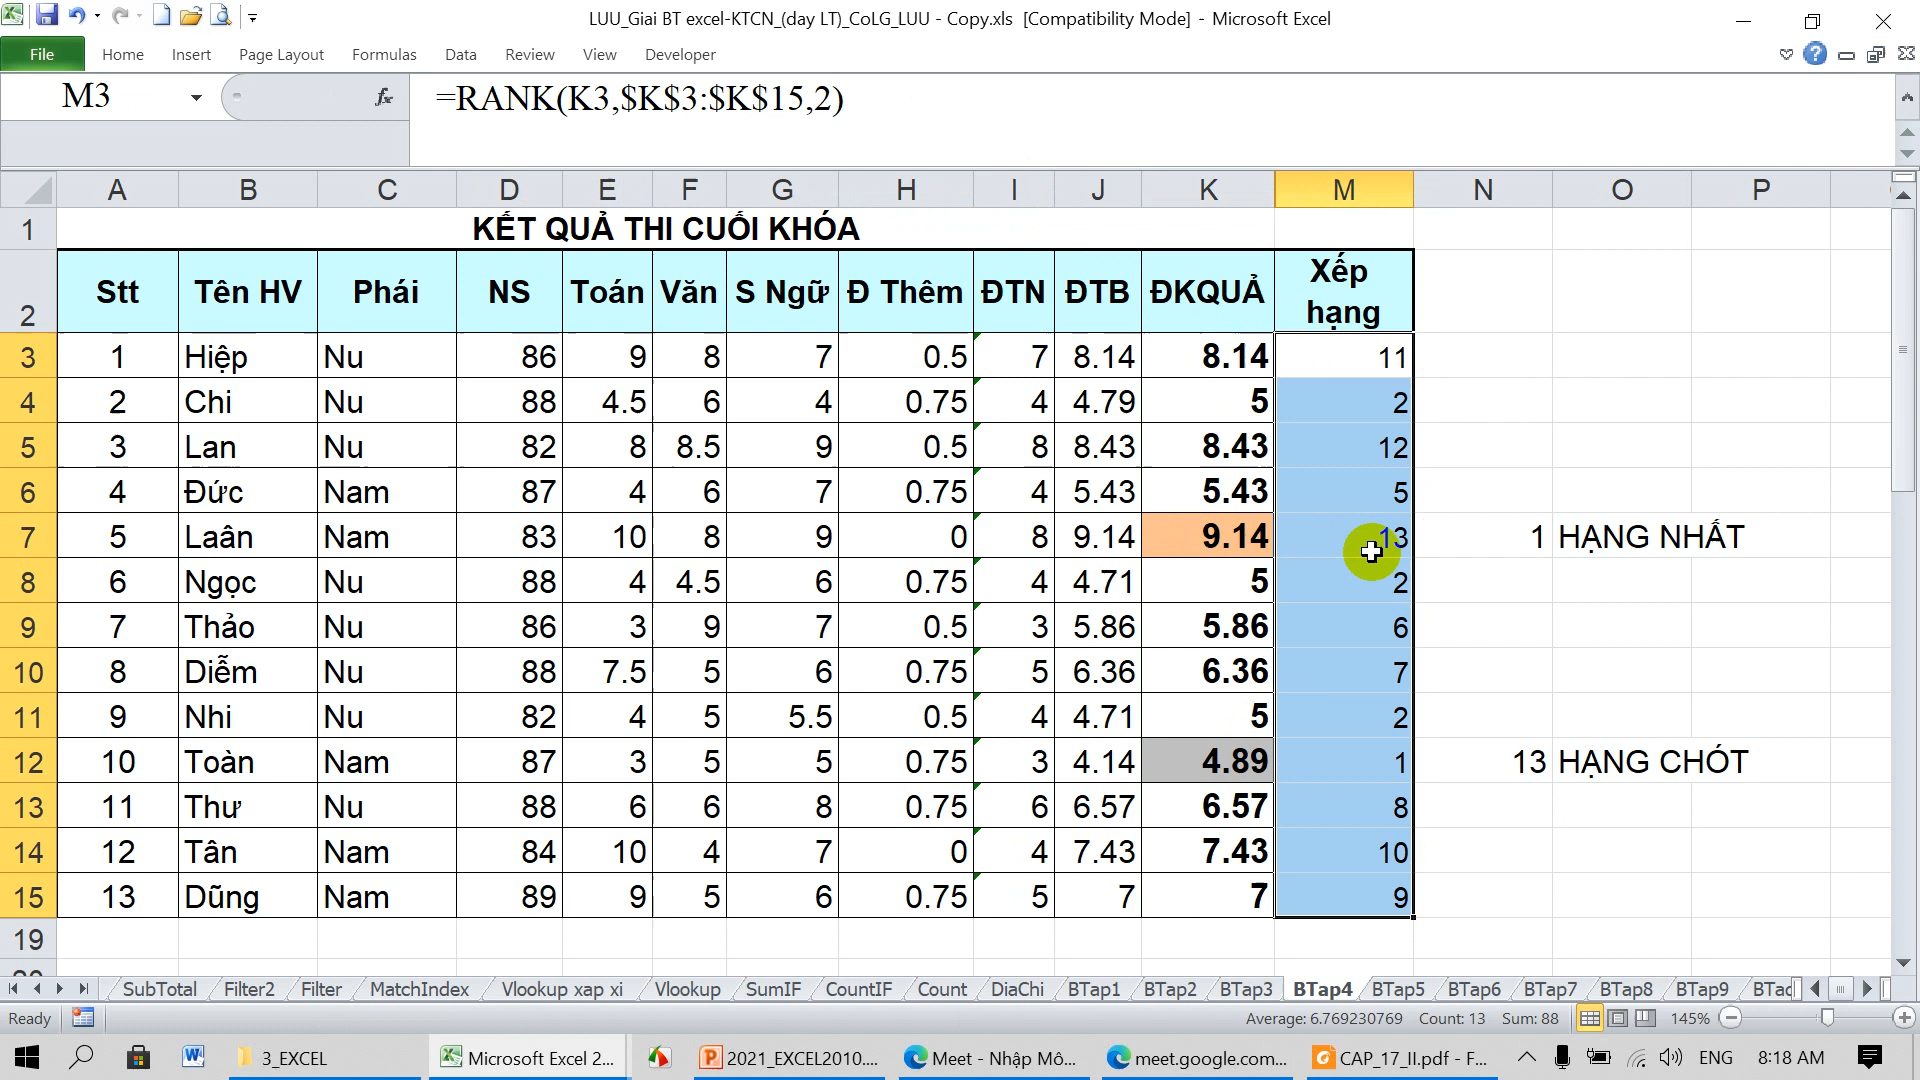 LUU_Giai BT excel-KTCN_(day LT)_CoLG_LUU - Copy.xls [Compatibility Mode] - Microsoft Excel
File Home Insert Page Layout Formulas Data Review View Developer
M3 fx =RANK(K3,$K$3:$K$15,2)
A B C D E F G H I J K M N O P
1 KẾT QUẢ THI CUỐI KHÓA
2 Stt Tên HV Phái NS Toán Văn S Ngữ Đ Thêm ĐTN ĐTB ĐKQUẢ Xếp hạng
3 1 Hiệp Nu 86 9 8 7 0.5 7 8.14 8.14 11
4 2 Chi Nu 88 4.5 6 4 0.75 4 4.79 5 2
5 3 Lan Nu 82 8 8.5 9 0.5 8 8.43 8.43 12
6 4 Đức Nam 87 4 6 7 0.75 4 5.43 5.43 5
7 5 Laân Nam 83 10 8 9 0 8 9.14 9.14 13 1 HẠNG NHẤT
8 6 Ngọc Nu 88 4 4.5 6 0.75 4 4.71 5 2
9 7 Thảo Nu 86 3 9 7 0.5 3 5.86 5.86 6
10 8 Diễm Nu 88 7.5 5 6 0.75 5 6.36 6.36 7
11 9 Nhi Nu 82 4 5 5.5 0.5 4 4.71 5 2
12 10 Toàn Nam 87 3 5 5 0.75 3 4.14 4.89 1 13 HẠNG CHÓT
13 11 Thư Nu 88 6 6 8 0.75 6 6.57 6.57 8
14 12 Tân Nam 84 10 4 7 0 4 7.43 7.43 10
15 13 Dũng Nam 89 9 5 6 0.75 5 7 7 9
19
SubTotal Filter2 Filter MatchIndex Vlookup xap xi Vlookup SumIF CountIF Count DiaChi BTap1 BTap2 BTap3 BTap4 BTap5 BTap6 BTap7 BTap8 BTap9
Ready Average: 6.769230769 Count: 13 Sum: 88 145%
3_EXCEL Microsoft Excel 2... 2021_EXCEL2010.... Meet - Nhập Mô... meet.google.com... CAP_17_II.pdf - F... ENG 8:18 AM